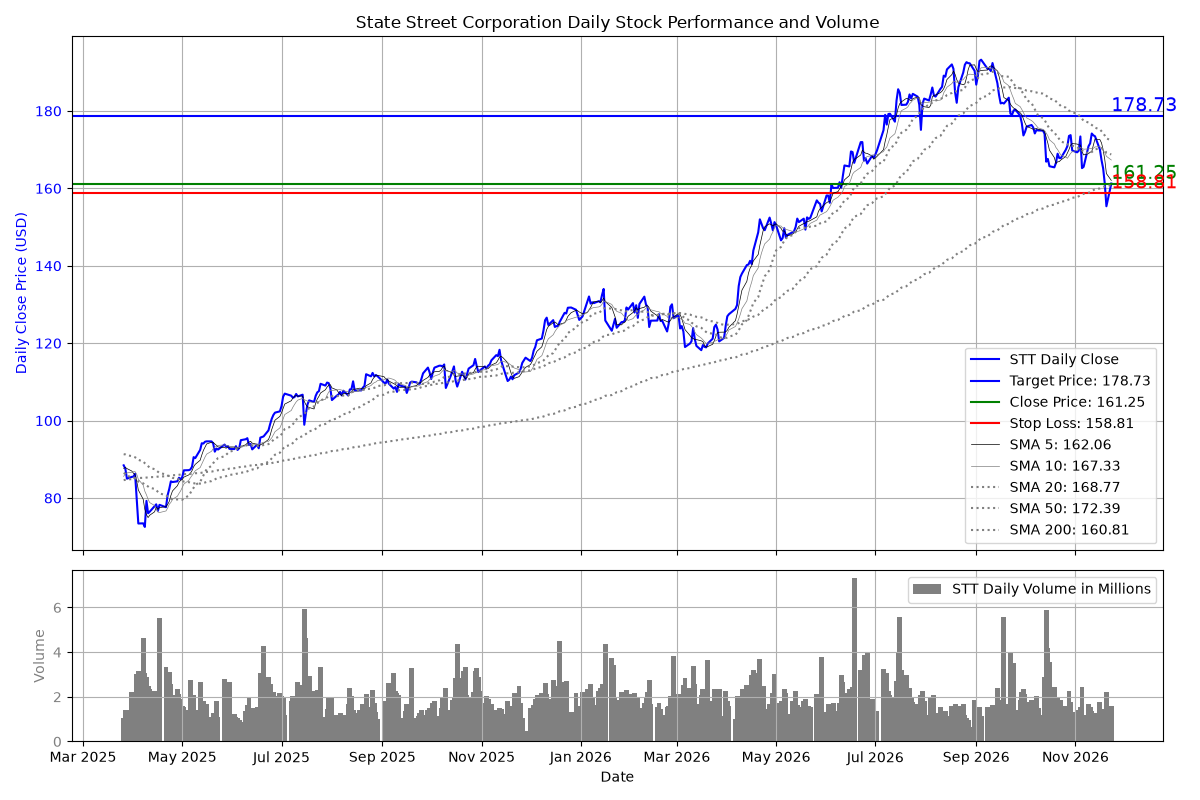 State Street Corporation Daily Stock Performance and Volume
Daily Close Price (USD)
180
160
140
120
100
80
178.73
161.25
158.81
STT Daily Close
Target Price: 178.73
Close Price: 161.25
Stop Loss: 158.81
SMA 5: 162.06
SMA 10: 167.33
SMA 20: 168.77
SMA 50: 172.39
SMA 200: 160.81
Volume
6
4
2
0
STT Daily Volume in Millions
Mar 2025 May 2025 Jul 2025 Sep 2025 Nov 2025 Jan 2026 Mar 2026 May 2026 Jul 2026 Sep 2026 Nov 2026
Date